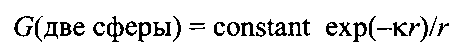 G(две сферы) = constant exp(–κr)/r